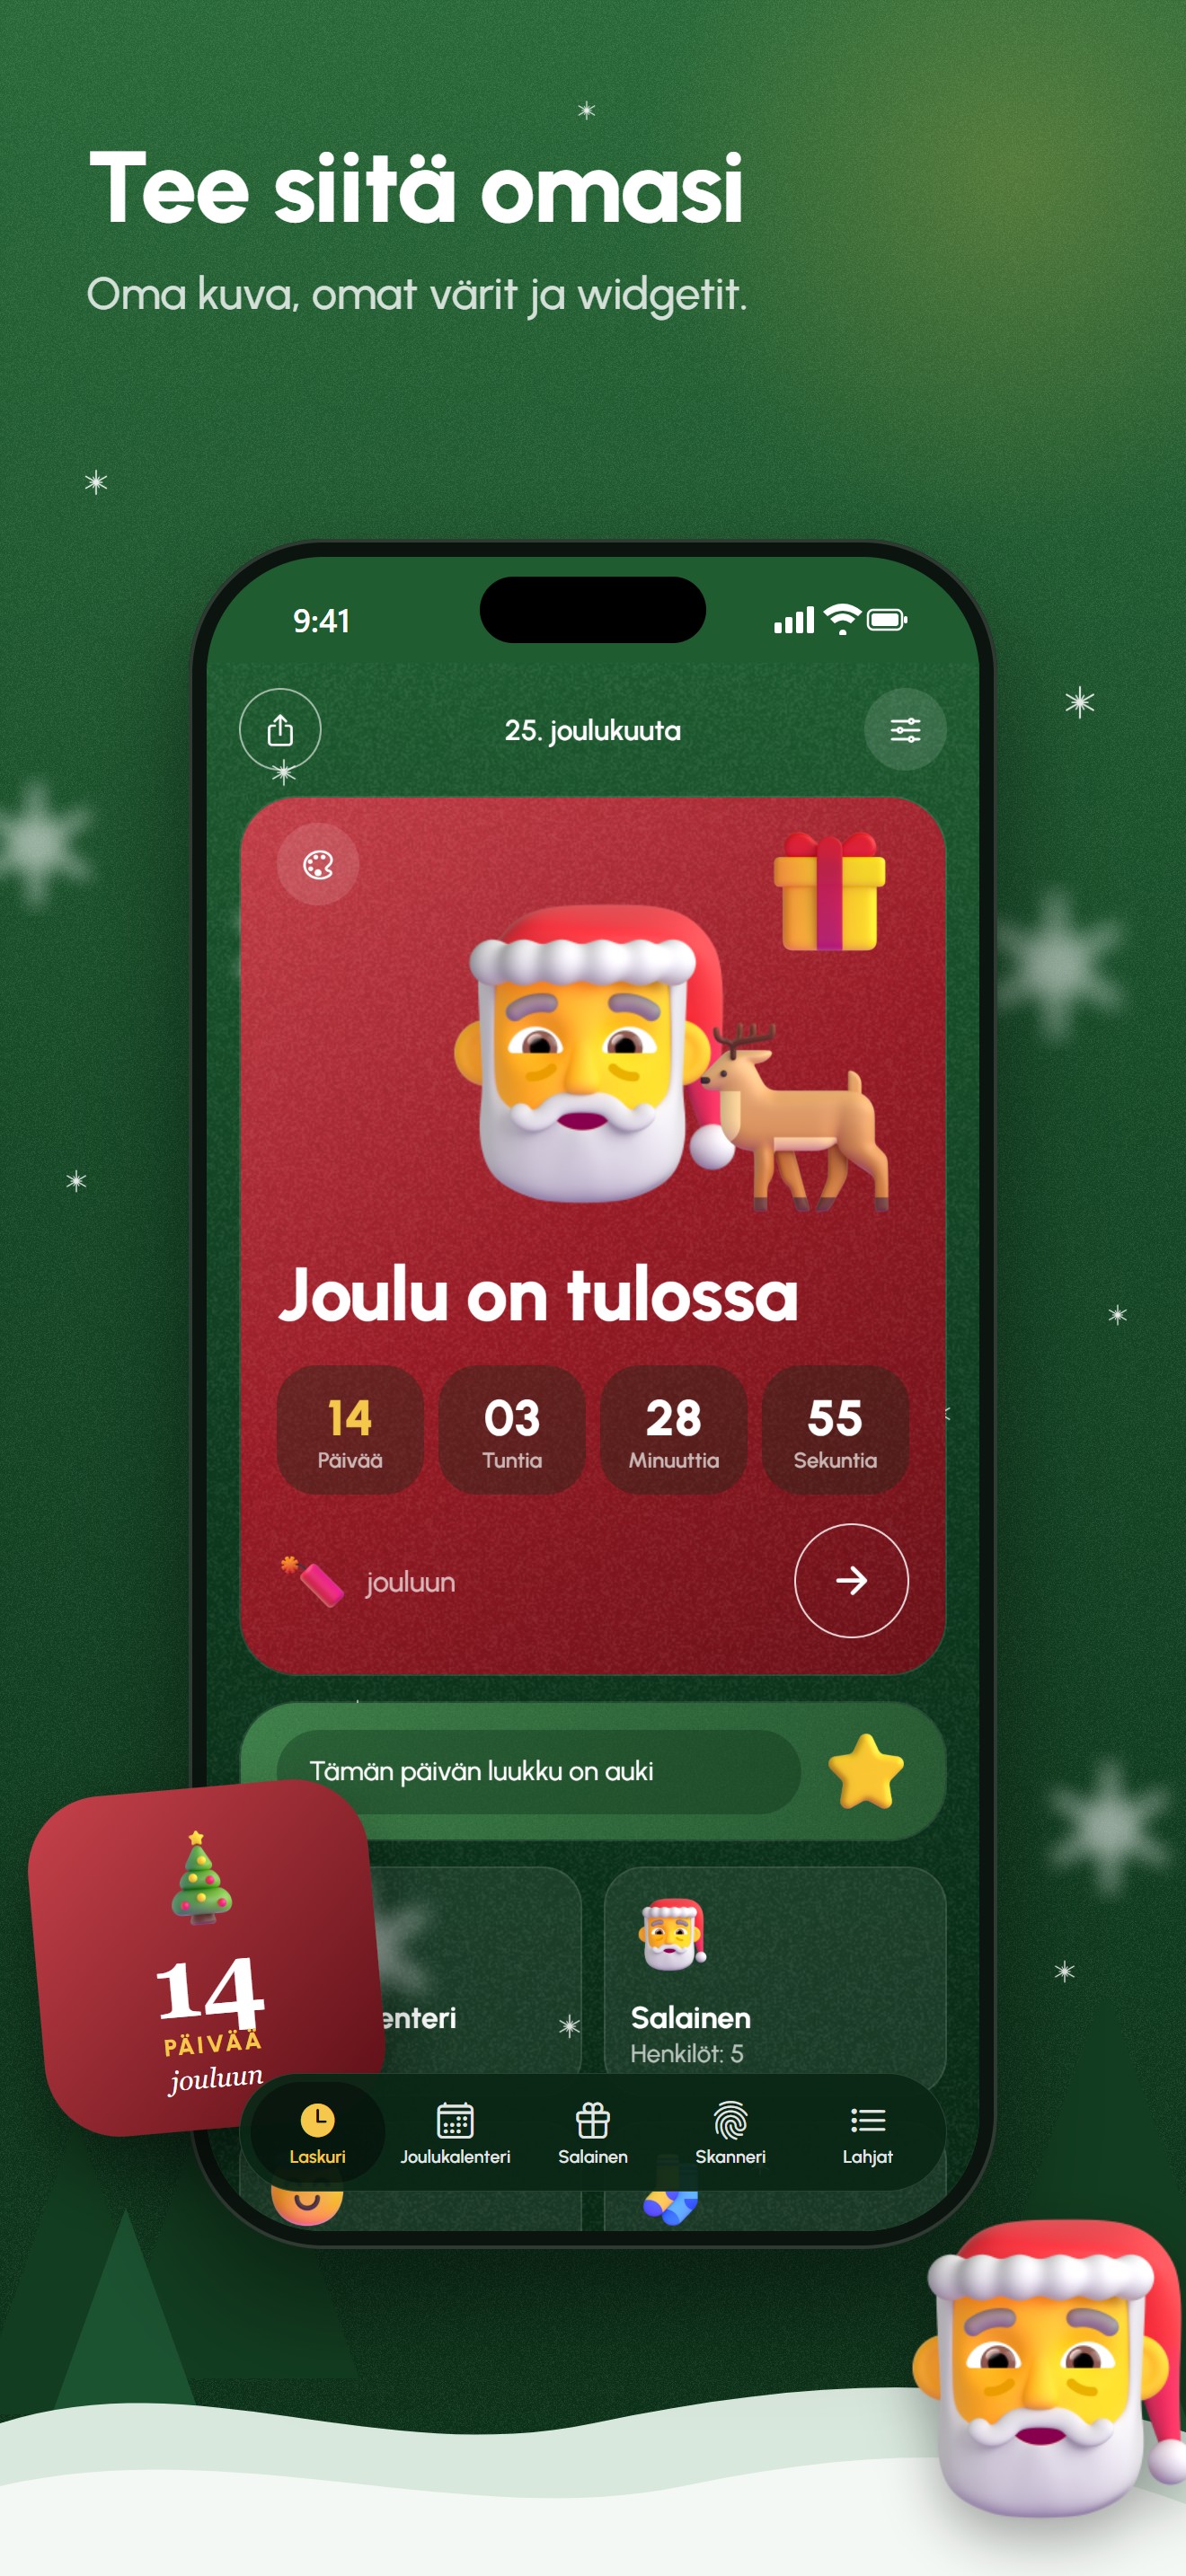 Tee siitä omasi
Oma kuva, omat värit ja widgetit.
9:41
25. joulukuuta
Joulu on tulossa
14 03 28 55
Päivää Tuntia Minuuttia Sekuntia
jouluun
Tämän päivän luukku on auki
14
PÄIVÄÄ
jouluun
enteri
Salainen
Henkilöt: 5
Laskuri Joulukalenteri Salainen Skanneri Lahjat